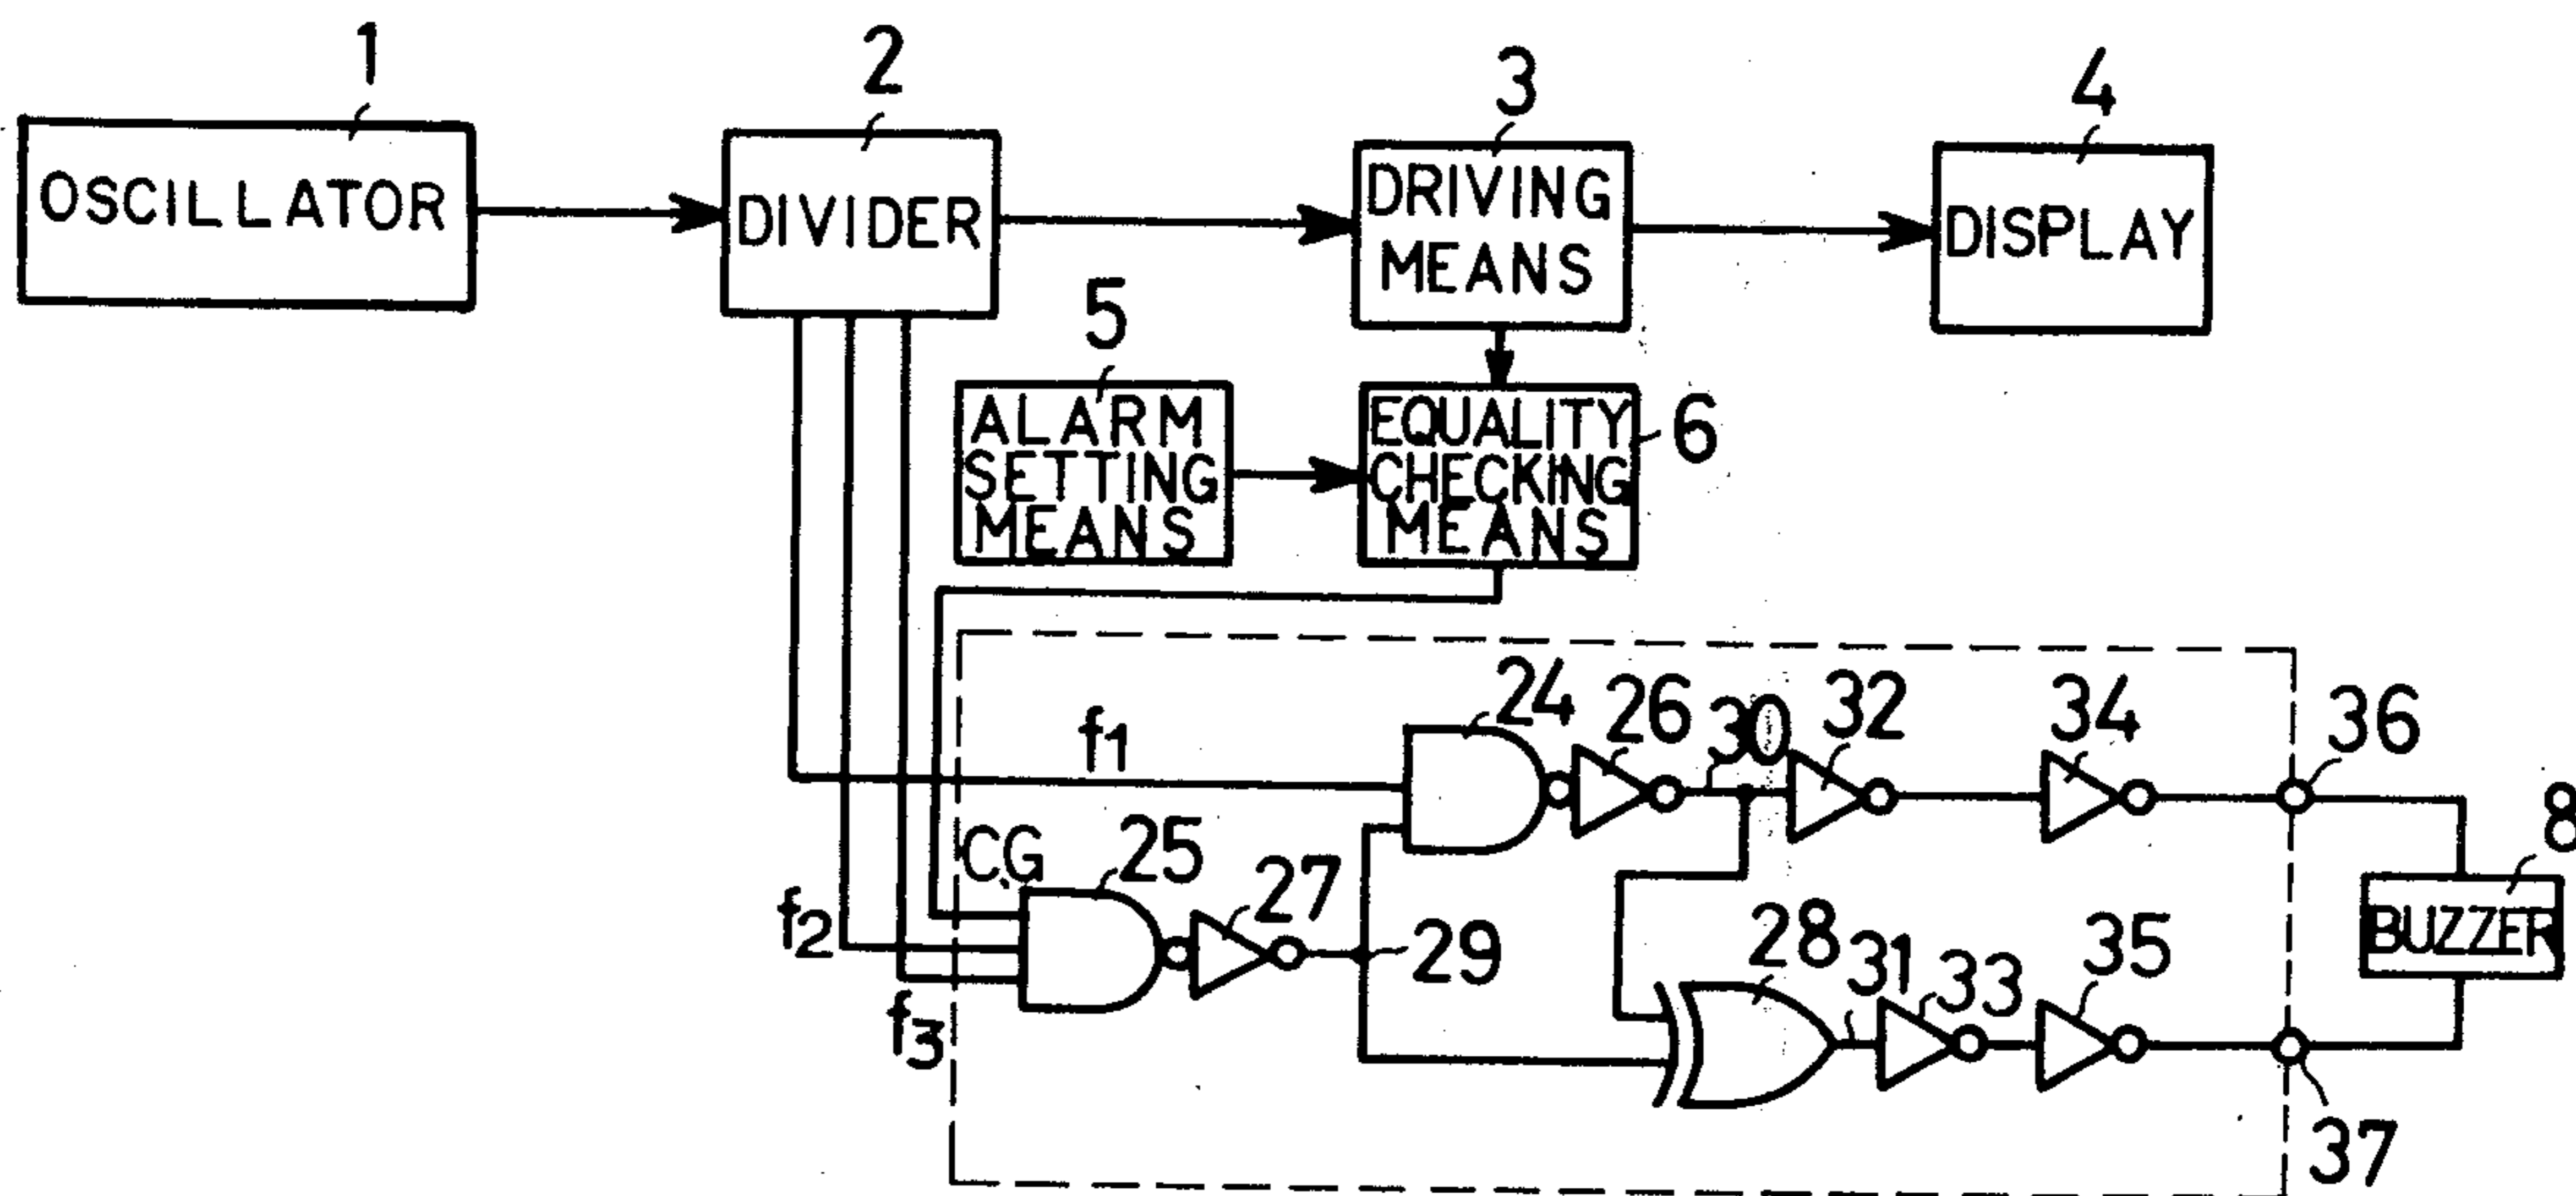 1
2
3
4
OSCILLATOR
DIVIDER
DRIVING
MEANS
DISPLAY
5
ALARM
SETTING
MEANS
EQUALITY
CHECKING
MEANS
6
24
26
30
32
34
36
f1
8
CG
25
27
f2
29
28
31
33
35
BUZZER
f3
37